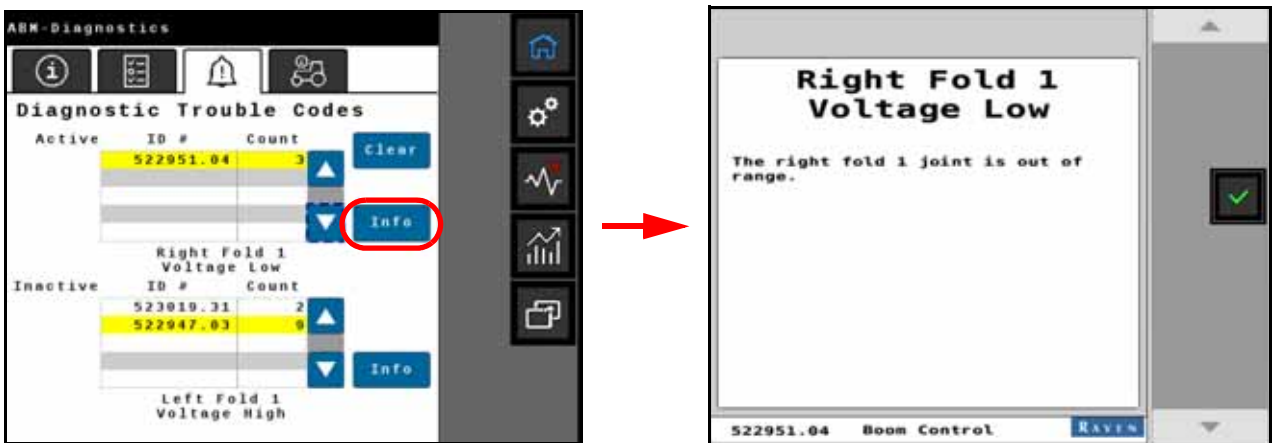 ABM-Diagnostics
Diagnostic Trouble Codes
Active ID # Count
522951.04 3
Clear
Info
Right Fold 1
Voltage Low
Inactive ID # Count
523019.31 2
522947.03 9
Info
Left Fold 1
Voltage High
Right Fold 1
Voltage Low
The right fold 1 joint is out of
range.
522951.04 Boom Control RAVEN